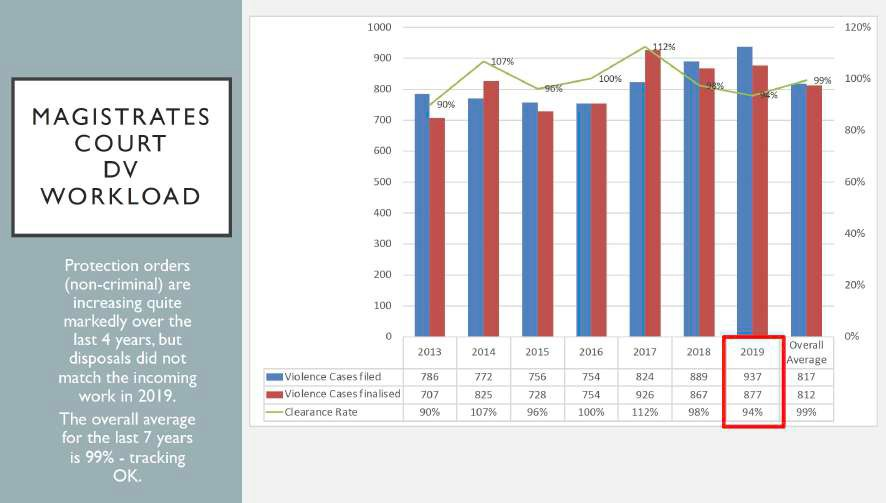 MAGISTRATES
COURT
DV
WORKLOAD
Protection orders
(non-criminal) are
increasing quite
markedly over the
last 4 years, but
disposals did not
match the incoming
work in 2019.
The overall average
for the last 7 years
is 99% - tracking
OK.
1000
900
800
700
600
500
400
300
200
100
0
120%
100%
80%
60%
40%
20%
0%
90%
107%
96%
100%
112%
98%
94%
99%
2013 2014 2015 2016 2017 2018 2019 Overall Average
Violence Cases filed 786 772 756 754 824 889 937 817
Violence Cases finalised 707 825 728 754 926 867 877 812
Clearance Rate 90% 107% 96% 100% 112% 98% 94% 99%